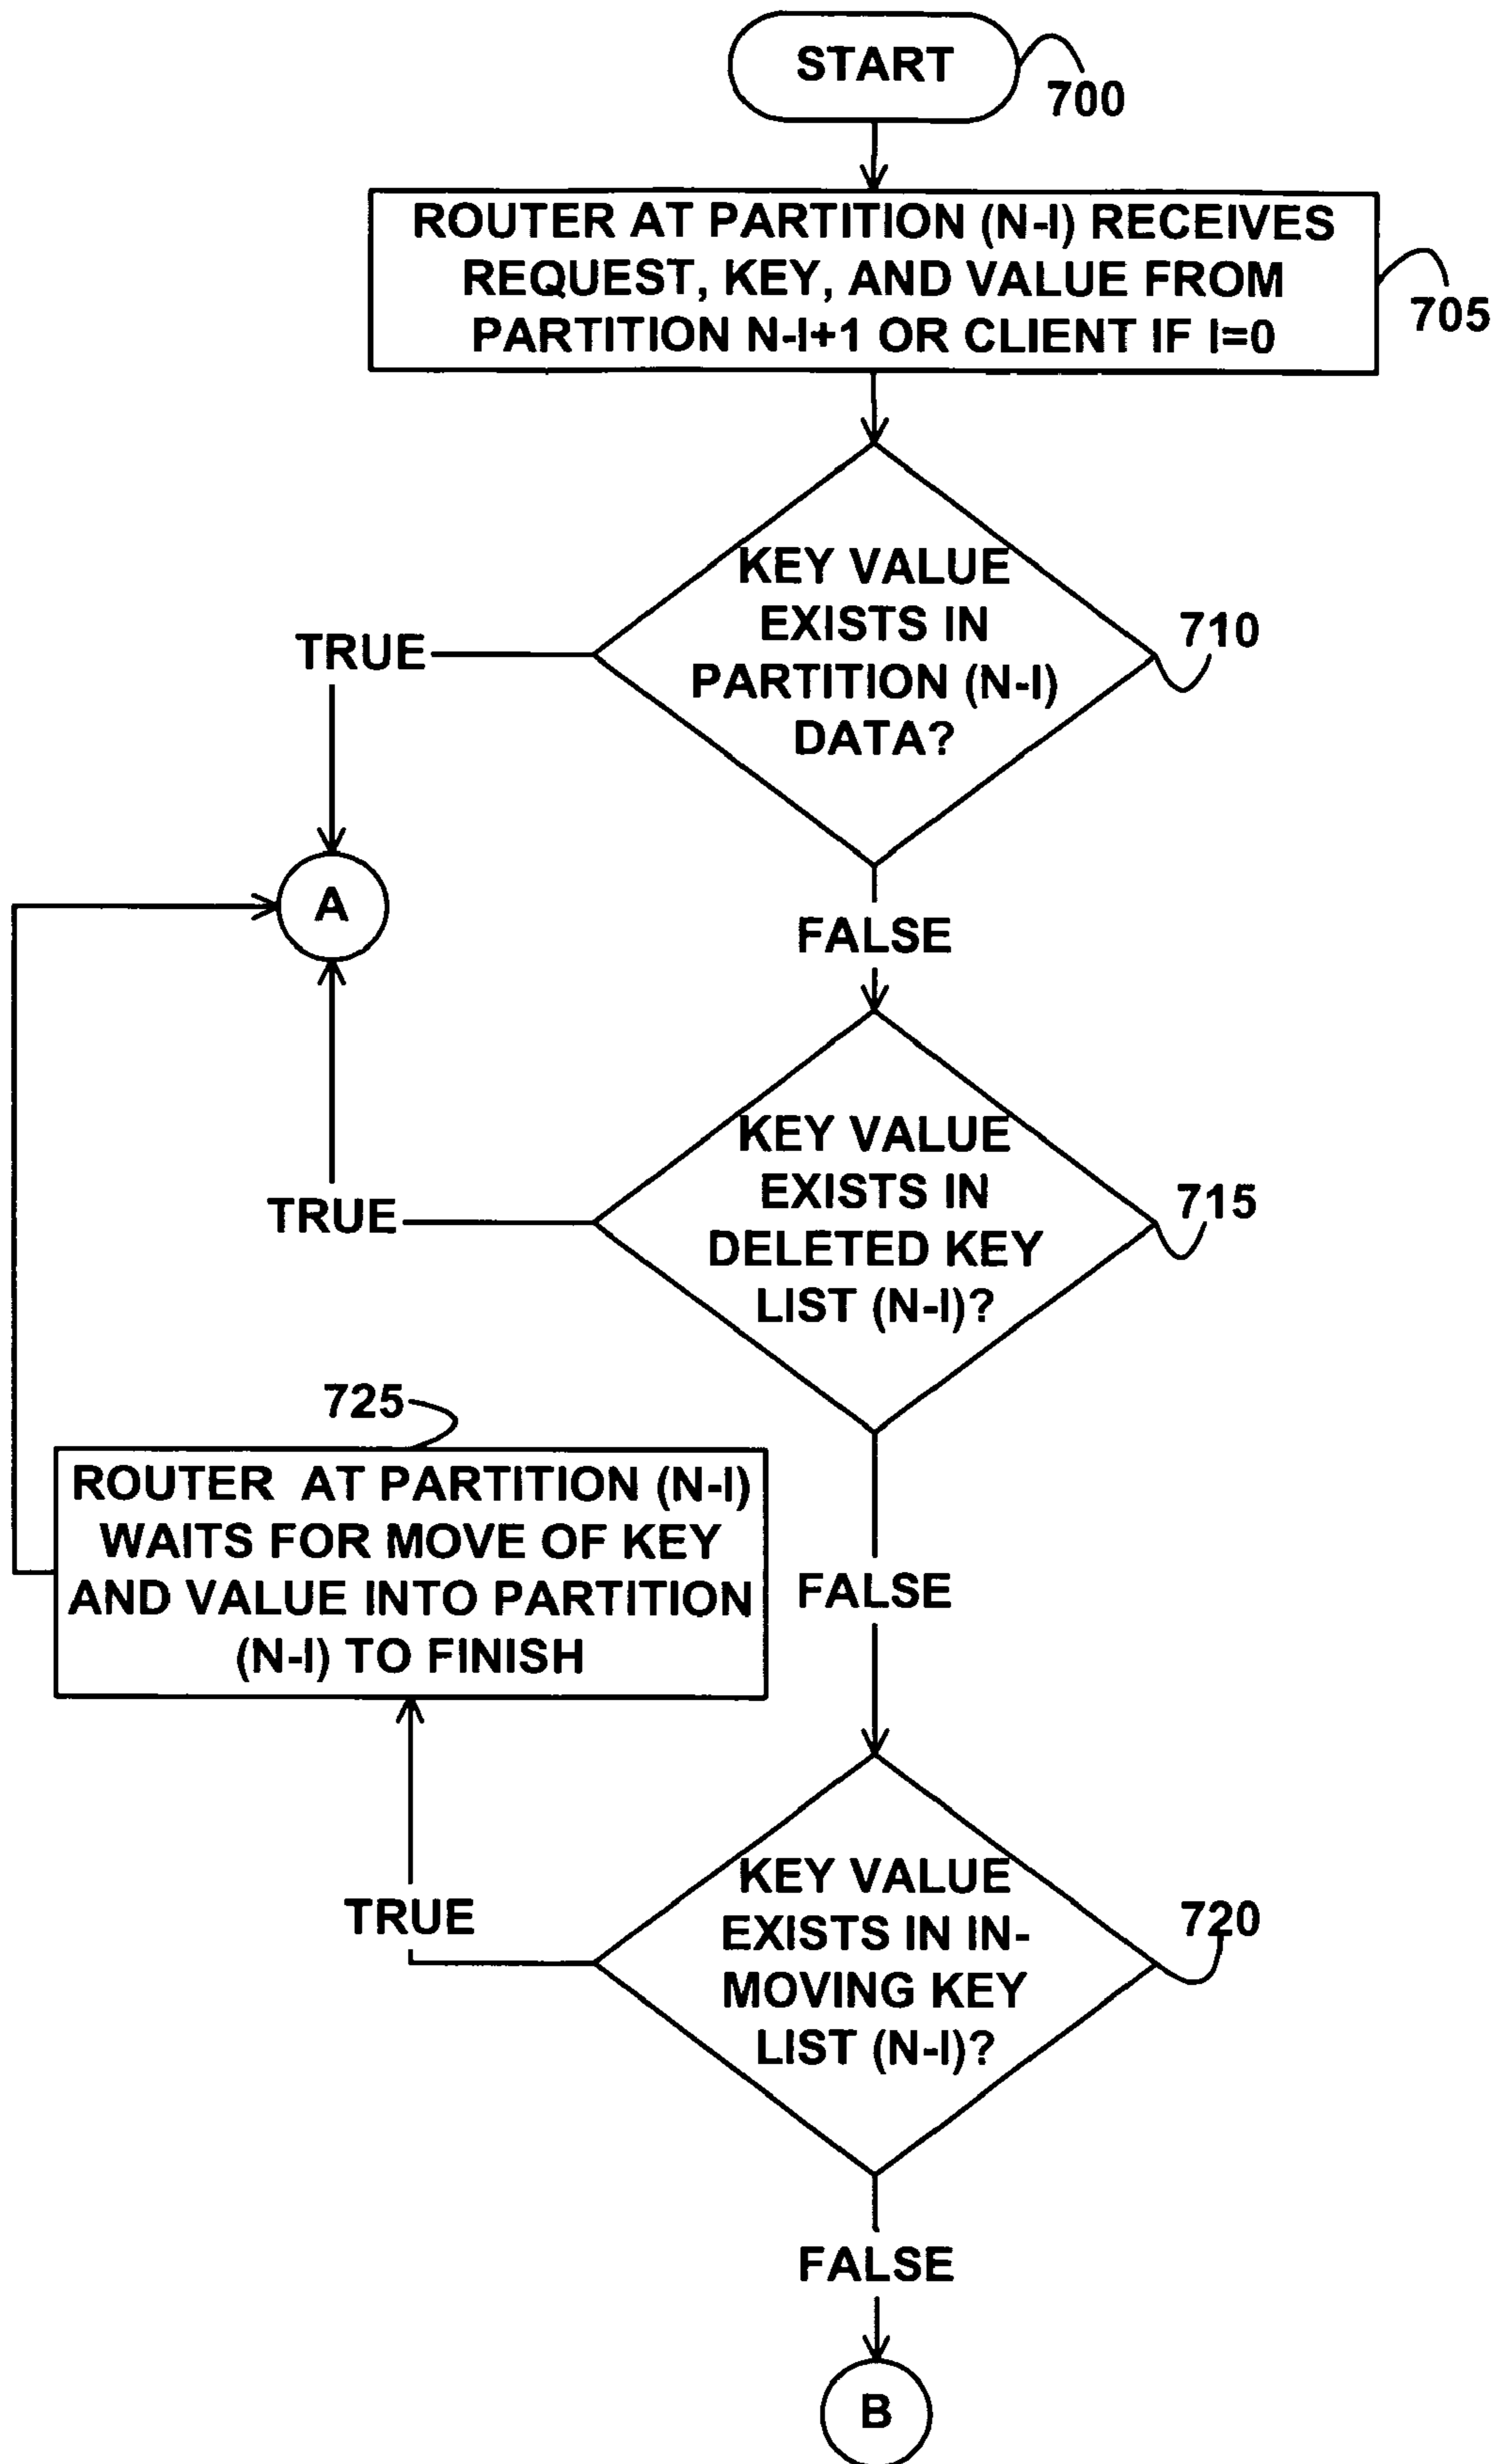 START
700
ROUTER AT PARTITION (N-I) RECEIVES
REQUEST, KEY, AND VALUE FROM
PARTITION N-I+1 OR CLIENT IF I=0
705
KEY VALUE
EXISTS IN
PARTITION (N-I)
DATA?
710
TRUE
A
FALSE
KEY VALUE
EXISTS IN
DELETED KEY
LIST (N-I)?
715
TRUE
725
ROUTER AT PARTITION (N-I)
WAITS FOR MOVE OF KEY
AND VALUE INTO PARTITION
(N-I) TO FINISH
FALSE
KEY VALUE
EXISTS IN IN-
MOVING KEY
LIST (N-I)?
720
TRUE
FALSE
B